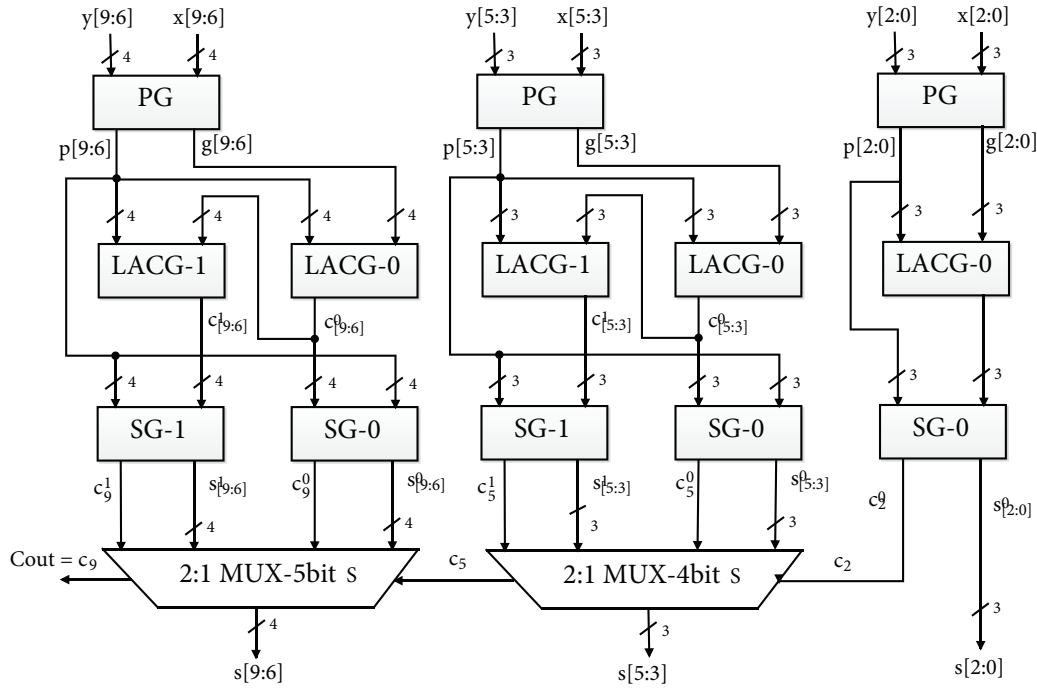 y[9:6] x[9:6] y[5:3] x[5:3] y[2:0] x[2:0]
4 4 3 3 3 3
PG PG PG
p[9:6] g[9:6] p[5:3] g[5:3] p[2:0] g[2:0]
4 4 4 4 3 3 3 3 3 3
LACG-1 LACG-0 LACG-1 LACG-0 LACG-0
c¹[9:6] c⁰[9:6] c¹[5:3] c⁰[5:3]
4 4 4 4 3 3 3 3 3 3
SG-1 SG-0 SG-1 SG-0 SG-0
c₉¹ s¹[9:6] c₉⁰ s⁰[9:6] c₅¹ s¹[5:3] c₅⁰ s⁰[5:3] c₂⁰ s⁰[2:0]
4 4 3 3
Cout = c₉ 2:1 MUX-5bit S c₅ 2:1 MUX-4bit S c₂
4 3 3
s[9:6] s[5:3] s[2:0]